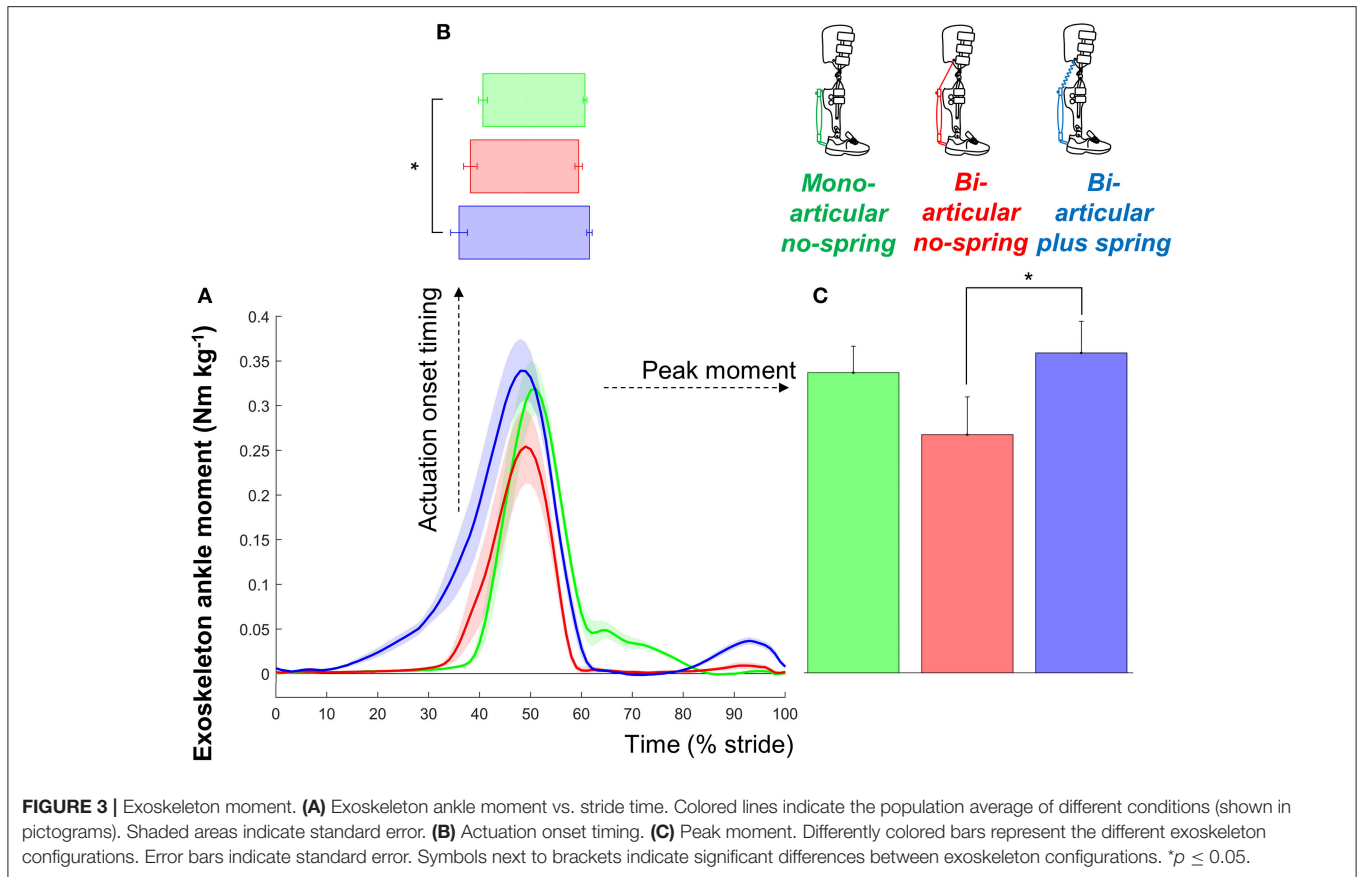 B
*
Mono-
articular
no-spring
Bi-
articular
no-spring
Bi-
articular
plus spring
A
Actuation onset timing
Peak moment
C
*
Exoskeleton ankle moment (Nm kg⁻¹)
0.4
0.35
0.3
0.25
0.2
0.15
0.1
0.05
0
0 10 20 30 40 50 60 70 80 90 100
Time (% stride)
FIGURE 3 | Exoskeleton moment. (A) Exoskeleton ankle moment vs. stride time. Colored lines indicate the population average of different conditions (shown in
pictograms). Shaded areas indicate standard error. (B) Actuation onset timing. (C) Peak moment. Differently colored bars represent the different exoskeleton
configurations. Error bars indicate standard error. Symbols next to brackets indicate significant differences between exoskeleton configurations. *p ≤ 0.05.